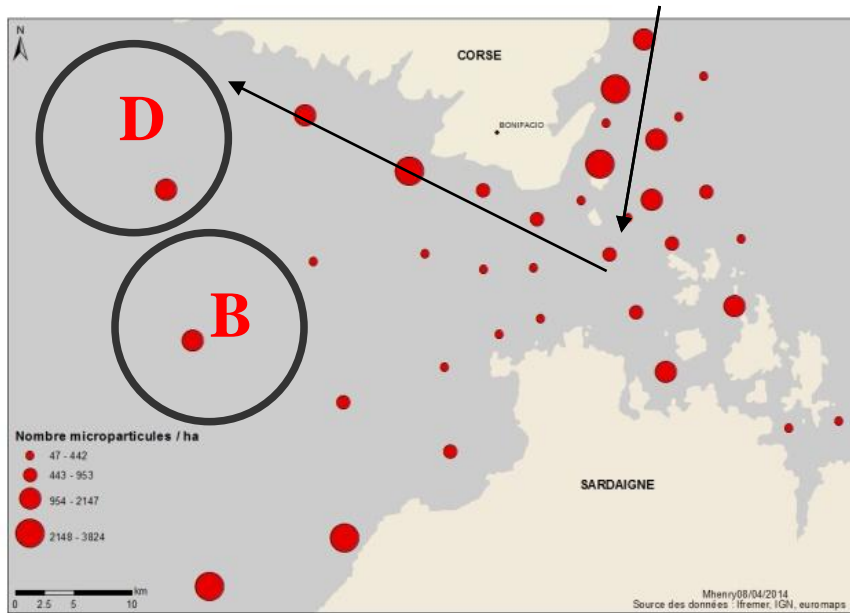 N
CORSE
BONIFACIO
D
B
Nombre microparticules / ha
47 - 442
443 - 953
954 - 2147
2148 - 3824
SARDAIGNE
km
0 2.5 5 10
Mhenry08/04/2014
Source des données : Ifremer, IGN, euromaps